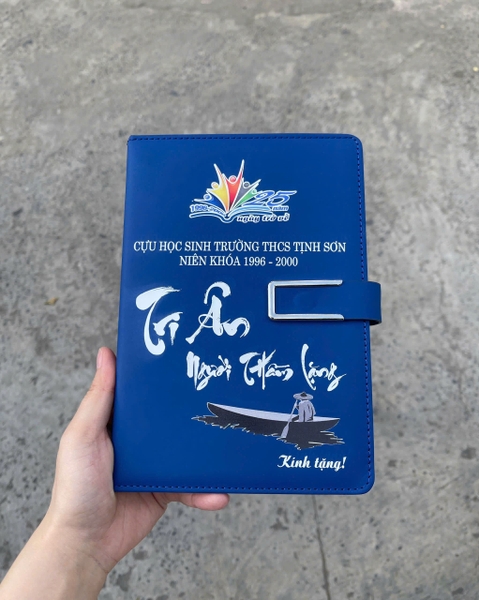 25
năm
ngày trở về
CỰU HỌC SINH TRƯỜNG THCS TỊNH SƠN
NIÊN KHÓA 1996 - 2000
Tri Ân
Người Thầm Lặng
Kính tặng!